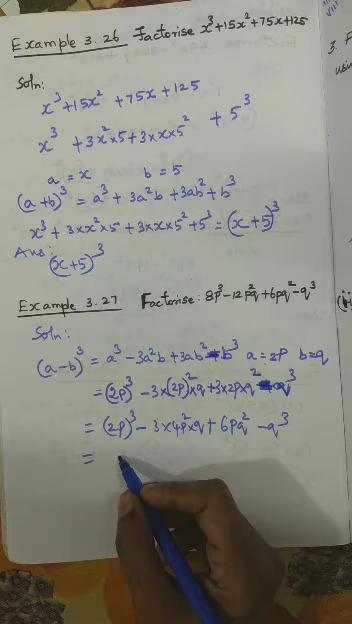 Example 3.26 Factorise x³+15x²+75x+125
Soln:
x³+15x²+75x+125
x³+3x²×5+3×x×5²+5³
a=x b=5
(a+b)³=a³+3a²b+3ab²+b³
x³+3×x²×5+3×x×5²+5³=(x+5)³
Ans: (x+5)³
Example 3.27 Factorise: 8p³-12p²q+6pq²-q³
Soln:
(a-b)³=a³-3a²b+3ab²-b³ a=2p b=q
=(2p)³-3×(2p)²×q+3×2p×q²-q³
=(2p)³-3×4p²×q+6pq²-q³
=
3.
using